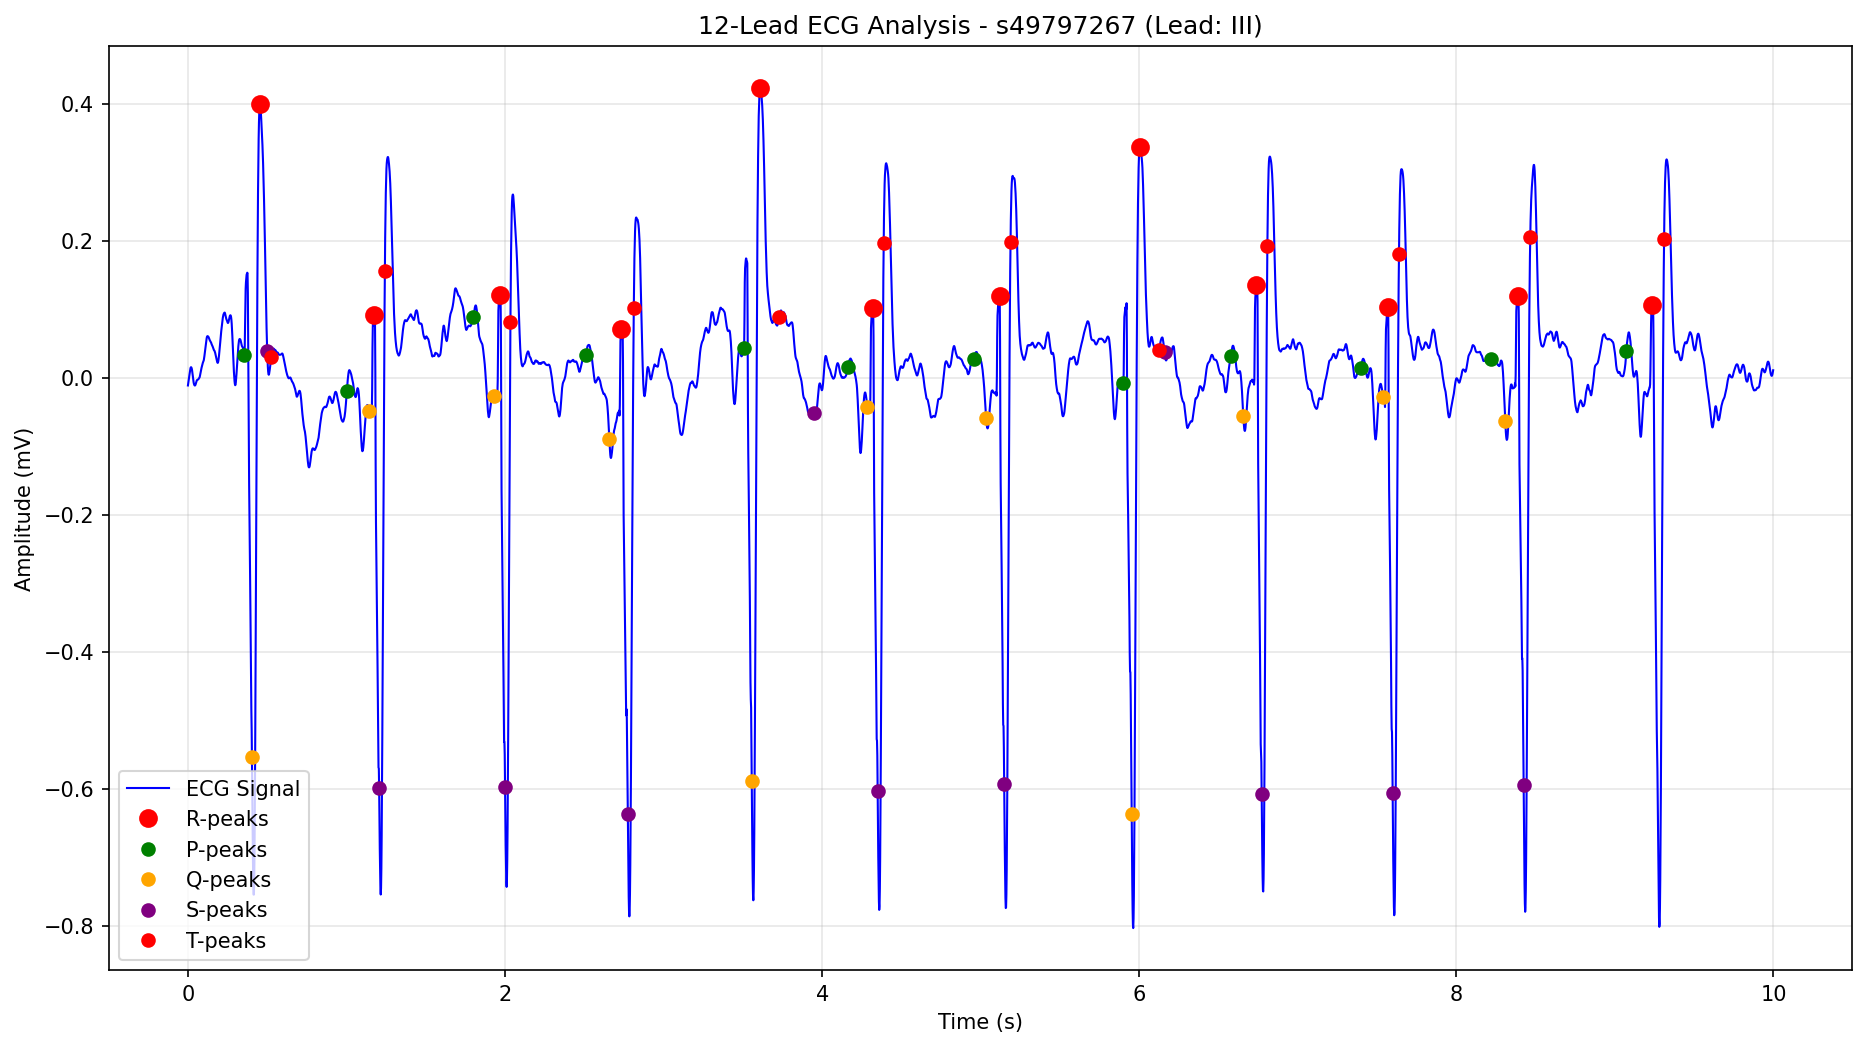 12-Lead ECG Analysis - s49797267 (Lead: III)
Amplitude (mV)
0.4
0.2
0.0
−0.2
−0.4
−0.6
−0.8
ECG Signal
R-peaks
P-peaks
Q-peaks
S-peaks
T-peaks
0 2 4 6 8 10
Time (s)